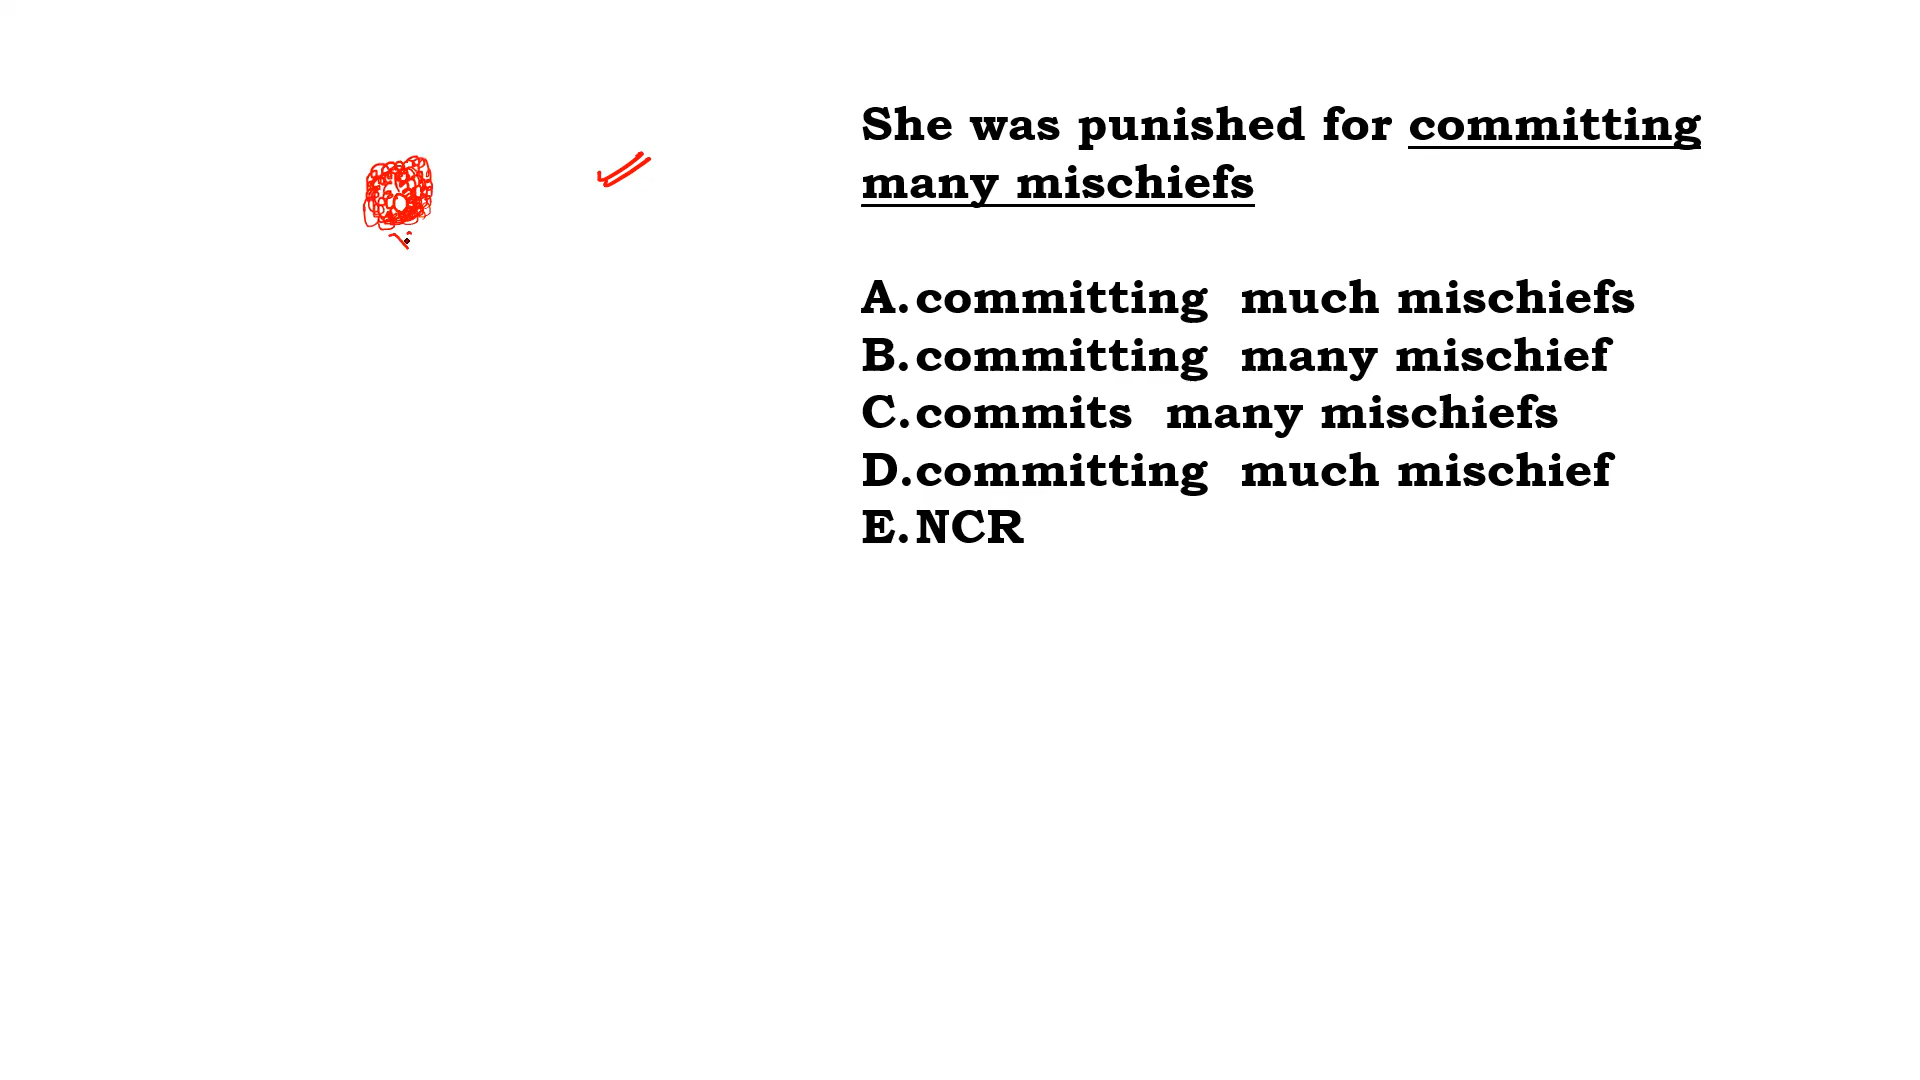 She was punished for committing
many mischiefs
A. committing much mischiefs
B. committing many mischief
C. commits many mischiefs
D. committing much mischief
E. NCR